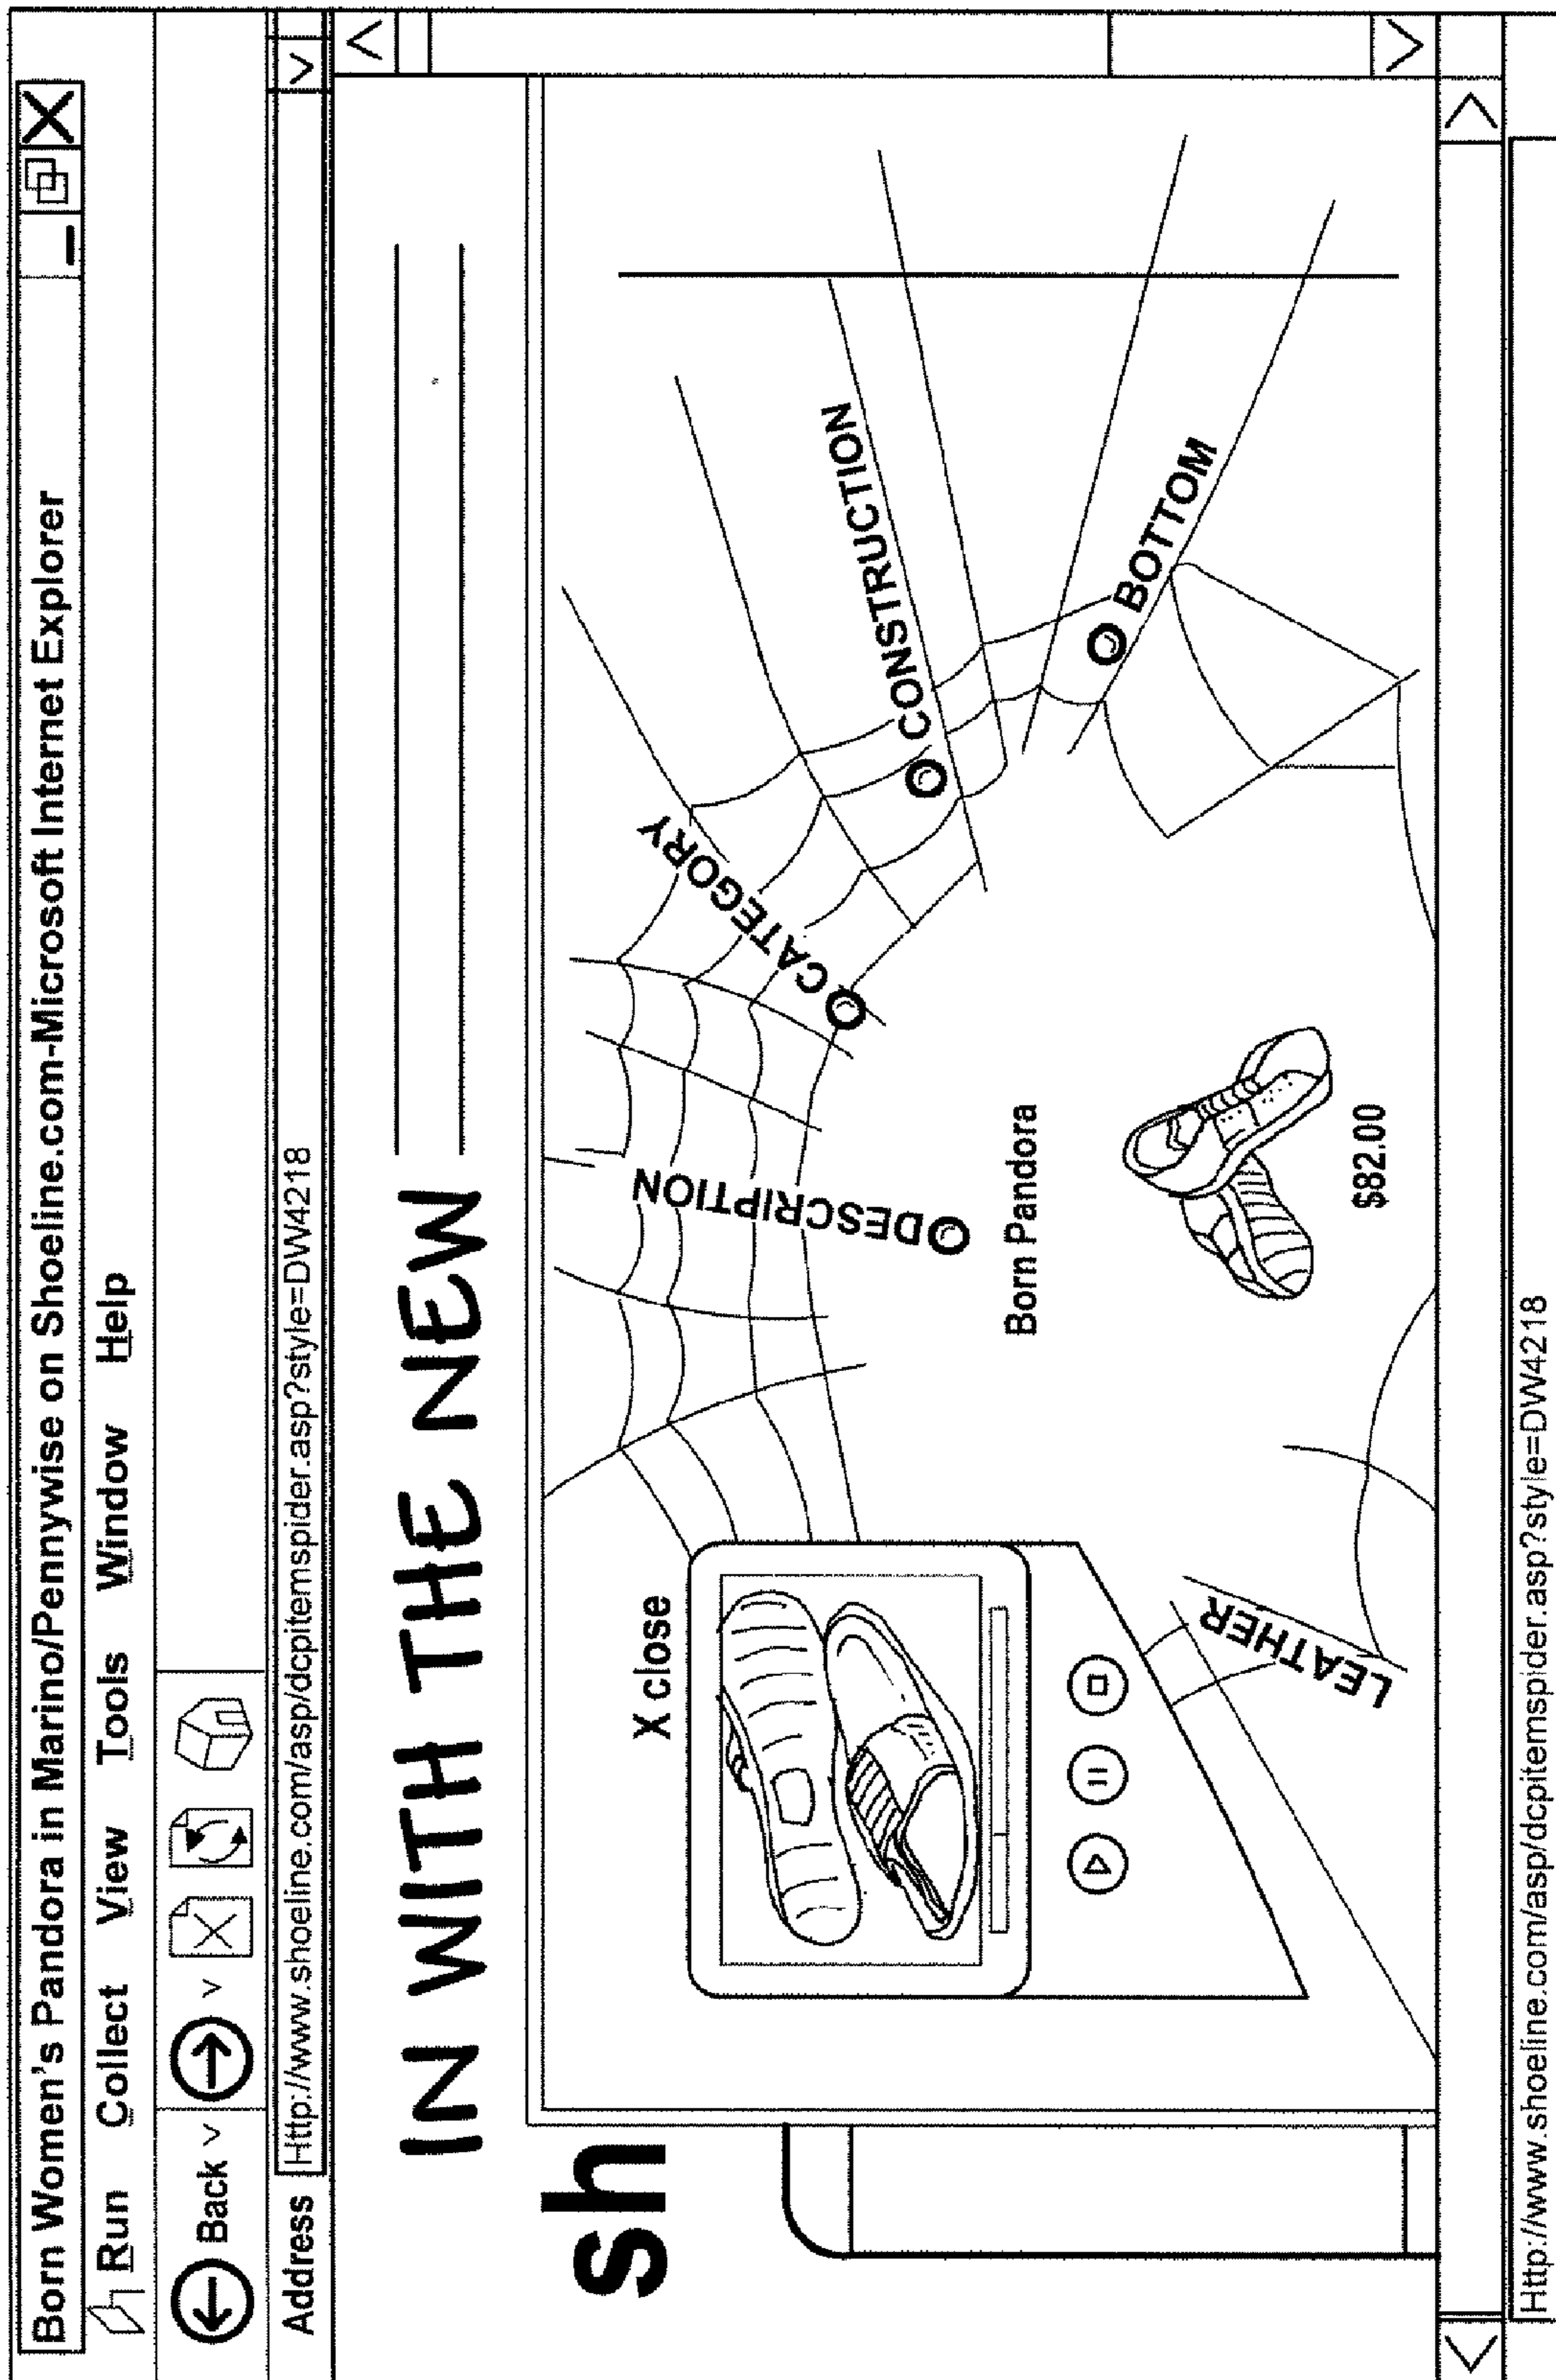 Born Women's Pandora in Marino/Pennywise on Shoeline.com-Microsoft Internet Explorer
Run Collect View Tools Window Help
Back
Address Http://www.shoeline.com/asp/dcpitemspider.asp?style=DW4218
IN WITH THE NEW
sh
X close
DESCRIPTION
CATEGORY
CONSTRUCTION
BOTTOM
Born Pandora
$82.00
LEATHER
Http://www.shoeline.com/asp/dcpitemspider.asp?style=DW4218